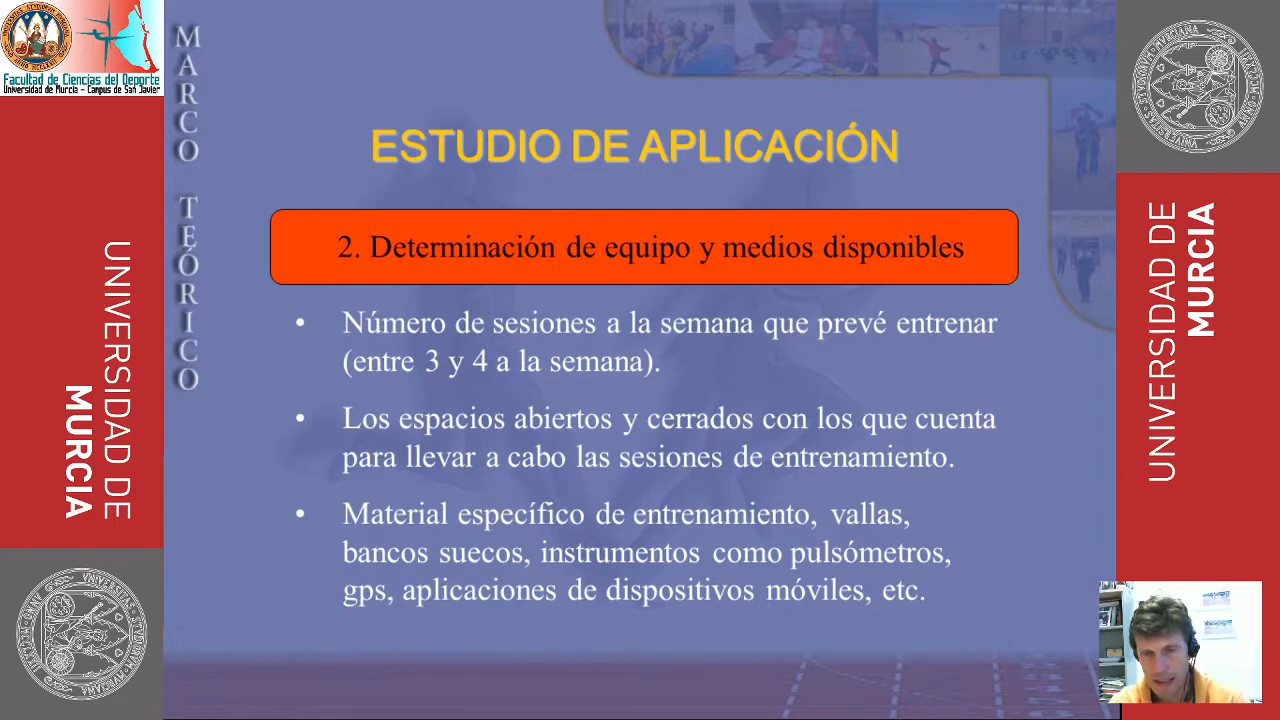 Facultad de Ciencias del Deporte
Universidad de Murcia - Campus de San Javier
MARCO TEÓRICO
ESTUDIO DE APLICACIÓN
2. Determinación de equipo y medios disponibles
• Número de sesiones a la semana que prevé entrenar
(entre 3 y 4 a la semana).
• Los espacios abiertos y cerrados con los que cuenta
para llevar a cabo las sesiones de entrenamiento.
• Material específico de entrenamiento, vallas,
bancos suecos, instrumentos como pulsómetros,
gps, aplicaciones de dispositivos móviles, etc.
UNIVERSIDAD DE
MURCIA
UNIVERSIDAD DE
MURCIA